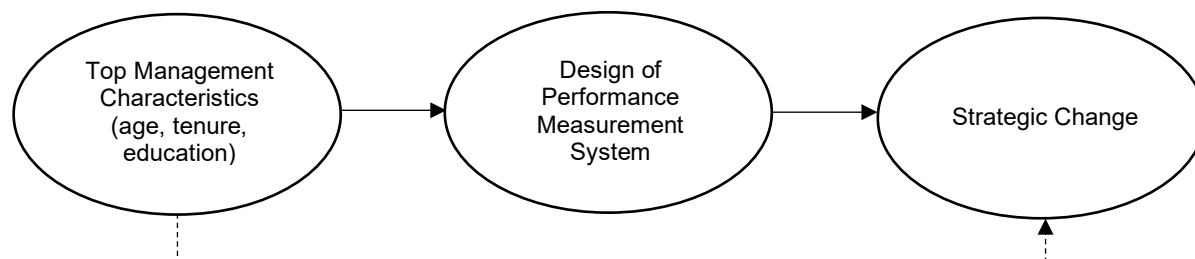 Top Management
Characteristics
(age, tenure,
education)
Design of
Performance
Measurement
System
Strategic Change